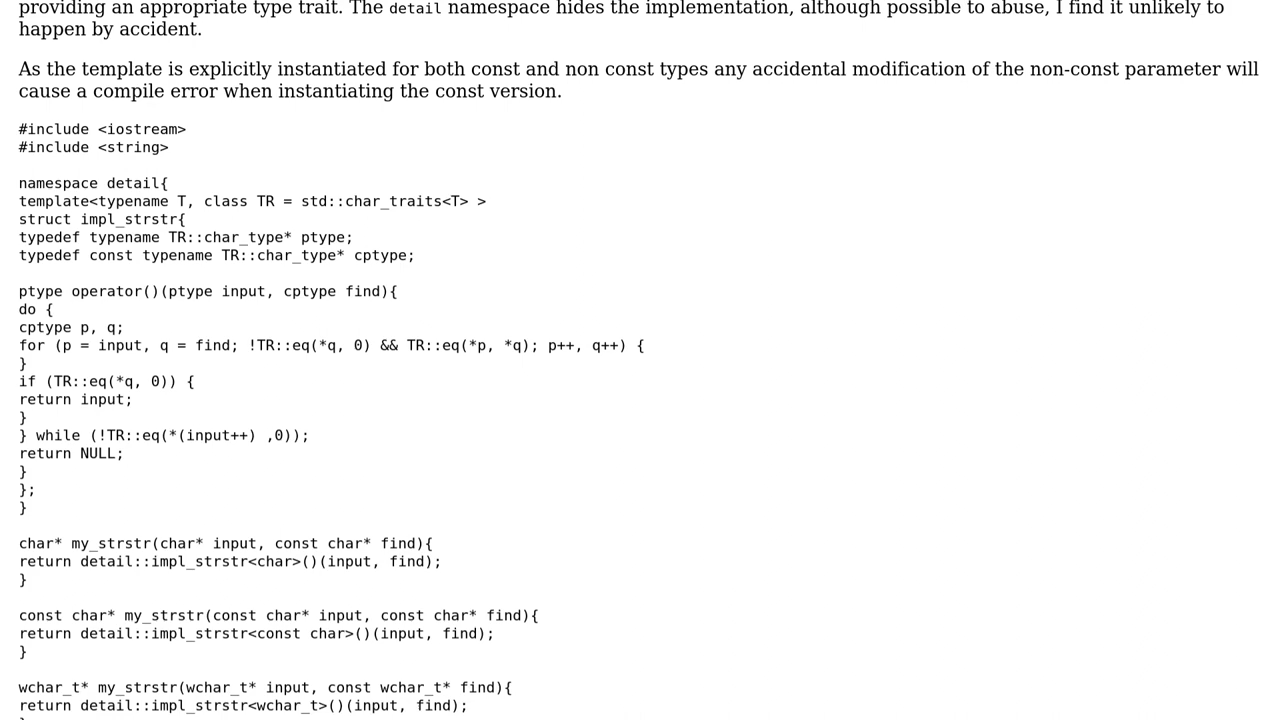 providing an appropriate type trait. The detail namespace hides the implementation, although possible to abuse, I find it unlikely to
happen by accident.
As the template is explicitly instantiated for both const and non const types any accidental modification of the non-const parameter will
cause a compile error when instantiating the const version.
#include <iostream>
#include <string>
namespace detail{
template<typename T, class TR = std::char_traits<T> >
struct impl_strstr{
typedef typename TR::char_type* ptype;
typedef const typename TR::char_type* cptype;
ptype operator()(ptype input, cptype find){
do {
cptype p, q;
for (p = input, q = find; !TR::eq(*q, 0) && TR::eq(*p, *q); p++, q++) {
}
if (TR::eq(*q, 0)) {
return input;
}
} while (!TR::eq(*(input++) ,0));
return NULL;
}
};
}
char* my_strstr(char* input, const char* find){
return detail::impl_strstr<char>()(input, find);
}
const char* my_strstr(const char* input, const char* find){
return detail::impl_strstr<const char>()(input, find);
}
wchar_t* my_strstr(wchar_t* input, const wchar_t* find){
return detail::impl_strstr<wchar_t>()(input, find);